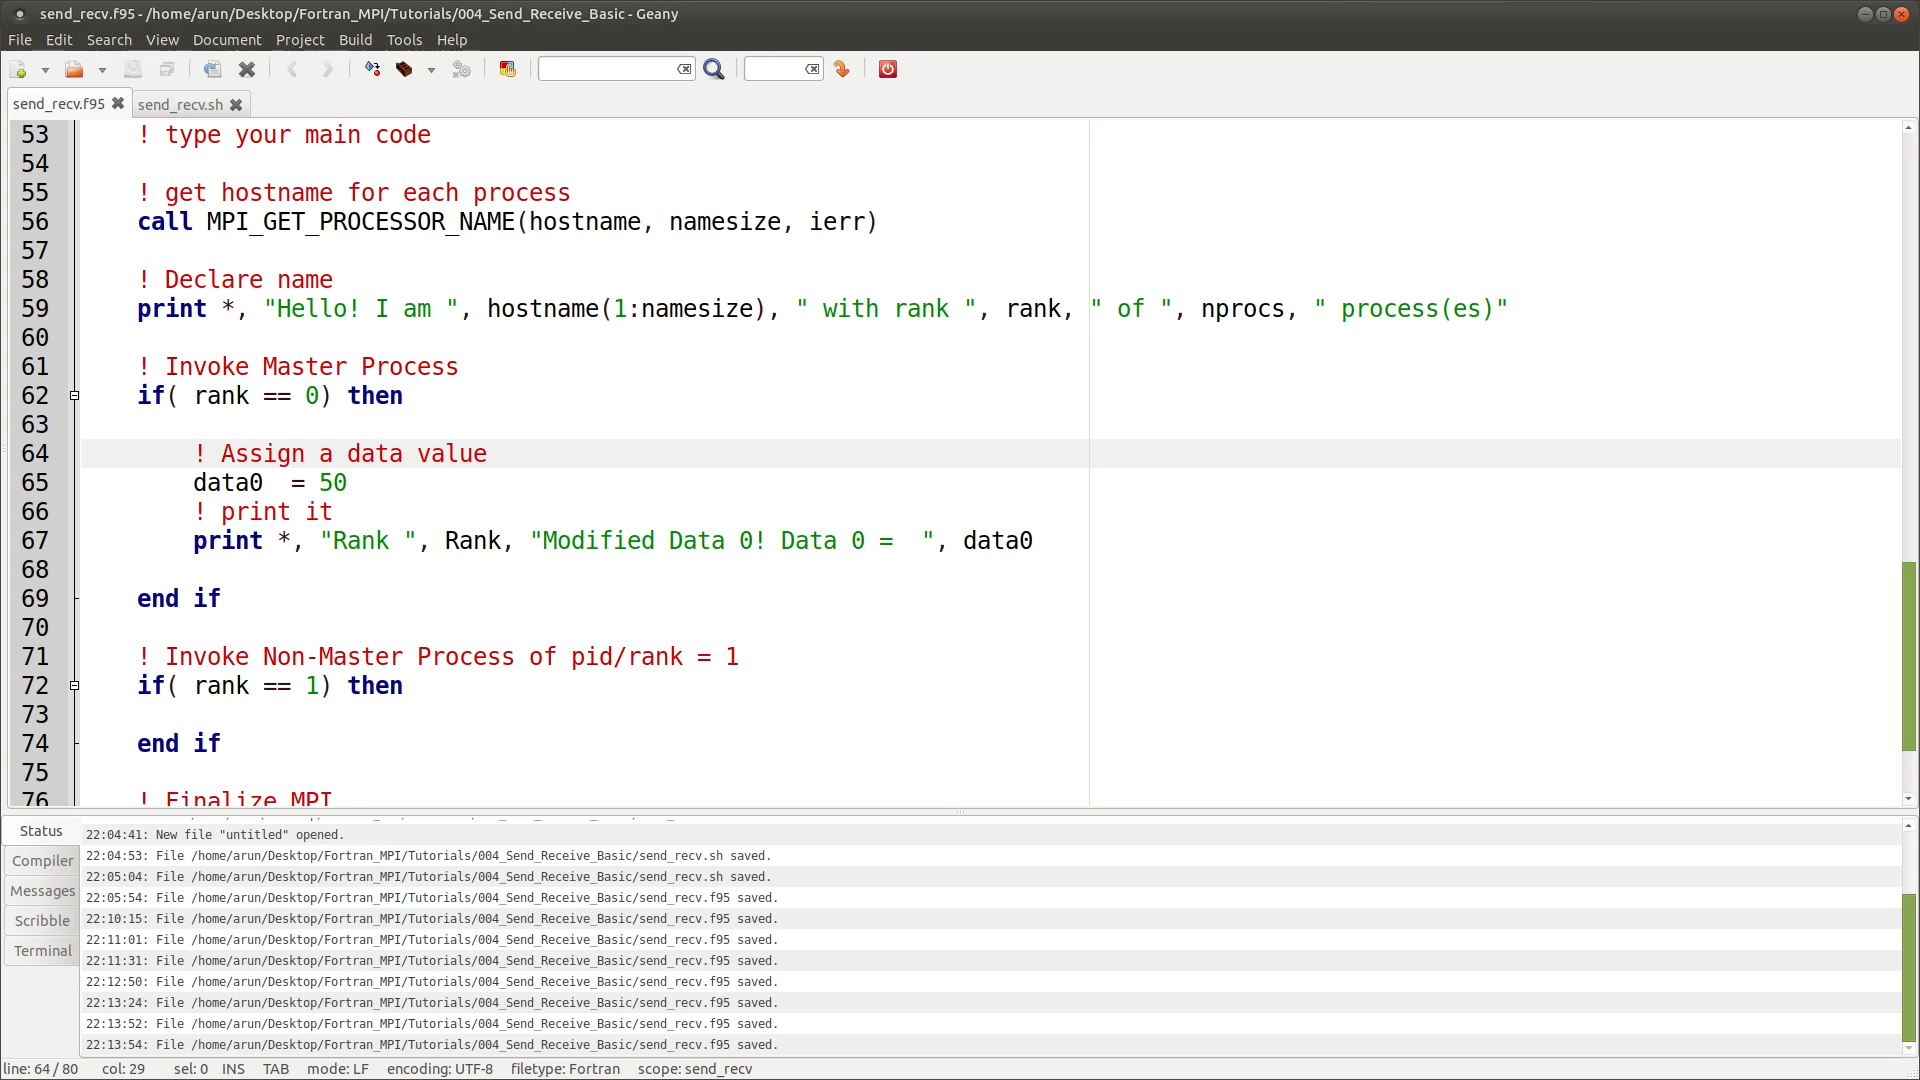 send_recv.f95 - /home/arun/Desktop/Fortran_MPI/Tutorials/004_Send_Receive_Basic - Geany
File Edit Search View Document Project Build Tools Help
send_recv.f95 send_recv.sh
53 ! type your main code
54
55 ! get hostname for each process
56 call MPI_GET_PROCESSOR_NAME(hostname, namesize, ierr)
57
58 ! Declare name
59 print *, "Hello! I am ", hostname(1:namesize), " with rank ", rank, " of ", nprocs, " process(es)"
60
61 ! Invoke Master Process
62 if( rank == 0) then
63
64 ! Assign a data value
65 data0  = 50
66 ! print it
67 print *, "Rank ", Rank, "Modified Data 0! Data 0 =  ", data0
68
69 end if
70
71 ! Invoke Non-Master Process of pid/rank = 1
72 if( rank == 1) then
73
74 end if
75
76 ! Finalize MPI
Status
Compiler
Messages
Scribble
Terminal
22:04:41: New file "untitled" opened.
22:04:53: File /home/arun/Desktop/Fortran_MPI/Tutorials/004_Send_Receive_Basic/send_recv.sh saved.
22:05:04: File /home/arun/Desktop/Fortran_MPI/Tutorials/004_Send_Receive_Basic/send_recv.sh saved.
22:05:54: File /home/arun/Desktop/Fortran_MPI/Tutorials/004_Send_Receive_Basic/send_recv.f95 saved.
22:10:15: File /home/arun/Desktop/Fortran_MPI/Tutorials/004_Send_Receive_Basic/send_recv.f95 saved.
22:11:01: File /home/arun/Desktop/Fortran_MPI/Tutorials/004_Send_Receive_Basic/send_recv.f95 saved.
22:11:31: File /home/arun/Desktop/Fortran_MPI/Tutorials/004_Send_Receive_Basic/send_recv.f95 saved.
22:12:50: File /home/arun/Desktop/Fortran_MPI/Tutorials/004_Send_Receive_Basic/send_recv.f95 saved.
22:13:24: File /home/arun/Desktop/Fortran_MPI/Tutorials/004_Send_Receive_Basic/send_recv.f95 saved.
22:13:52: File /home/arun/Desktop/Fortran_MPI/Tutorials/004_Send_Receive_Basic/send_recv.f95 saved.
22:13:54: File /home/arun/Desktop/Fortran_MPI/Tutorials/004_Send_Receive_Basic/send_recv.f95 saved.
line: 64 / 80 col: 29 sel: 0 INS TAB mode: LF encoding: UTF-8 filetype: Fortran scope: send_recv